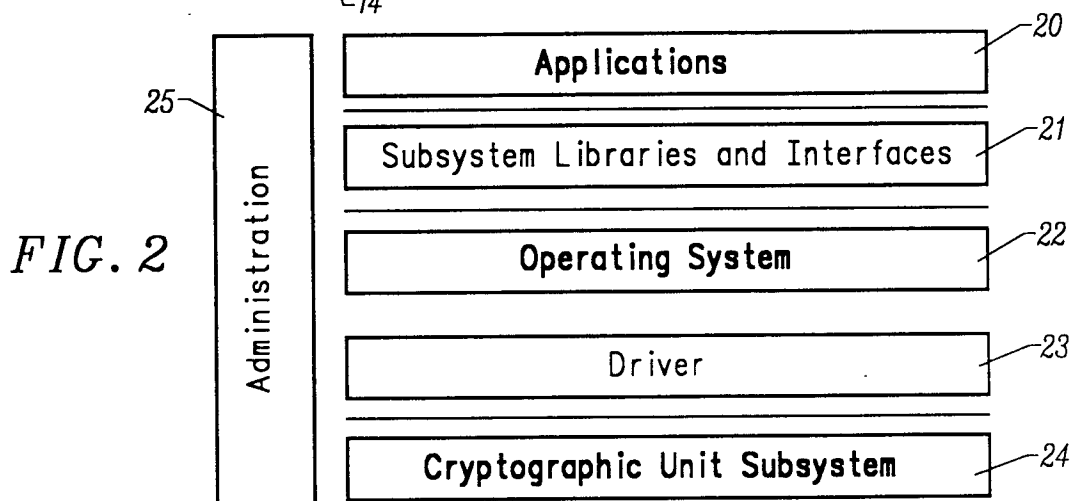 14
Applications
20
25
Subsystem Libraries and Interfaces
21
Administration
FIG. 2
Operating System
22
Driver
23
Cryptographic Unit Subsystem
24